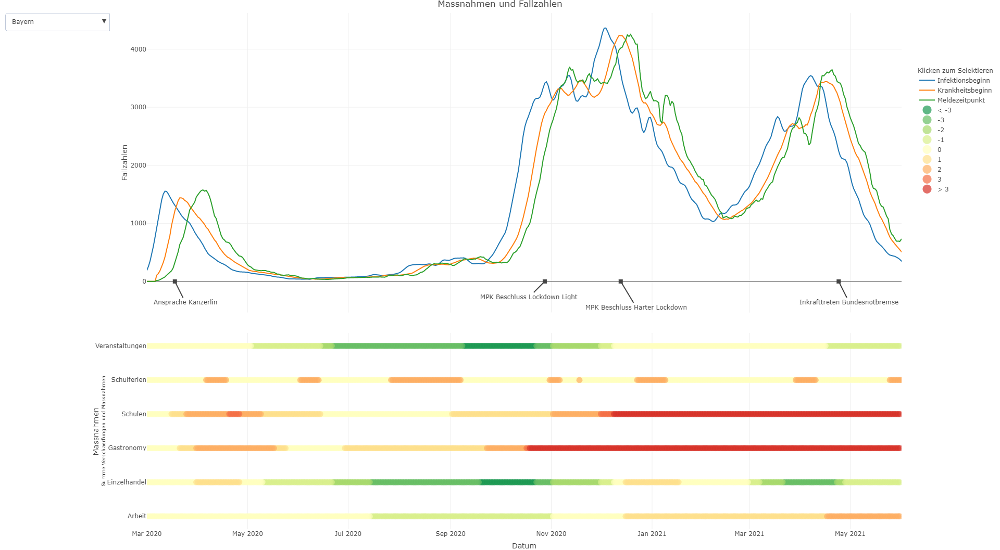 Massnahmen und Fallzahlen
Bayern
Fallzahlen
4000
3000
2000
1000
0
Ansprache Kanzerlin
MPK Beschluss Lockdown Light
MPK Beschluss Harter Lockdown
Inkrafttreten Bundesnotbremse
Klicken zum Selektieren
Infektionsbeginn
Krankheitsbeginn
Meldezeitpunkt
< -3
-3
-2
-1
0
1
2
3
> 3
Massnahmen
Summe Verschaerfungen und Massnahmen
Veranstaltungen
Schulferien
Schulen
Gastronomy
Einzelhandel
Arbeit
Mar 2020
May 2020
Jul 2020
Sep 2020
Nov 2020
Jan 2021
Mar 2021
May 2021
Datum